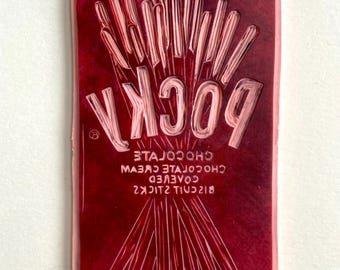 POCKY
®
CHOCOLATE
CHOCOLATE CREAM
COVERED
BISCUIT STICKS